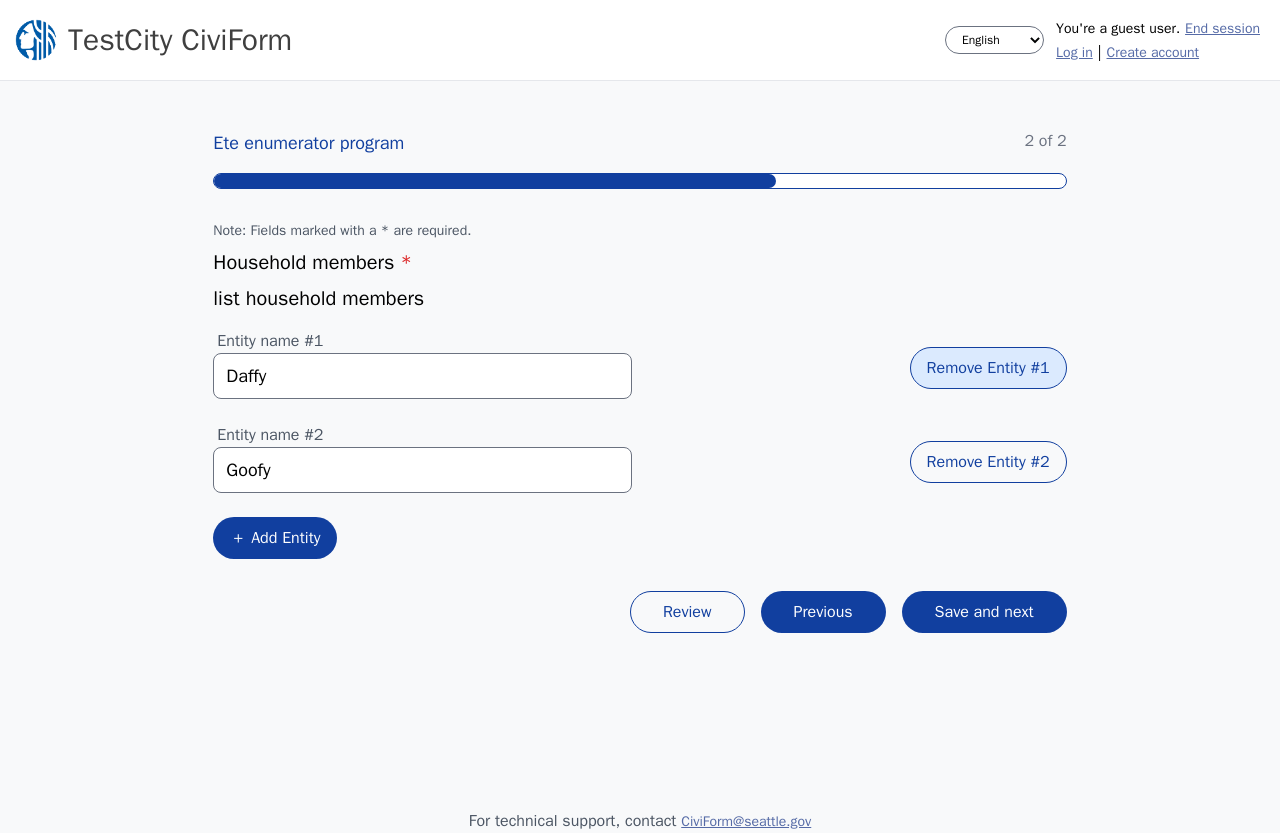 TestCity CiviForm
English
You're a guest user. End session
Log in | Create account
Ete enumerator program
2 of 2
Note: Fields marked with a * are required.
Household members *
list household members
Entity name #1
Daffy
Remove Entity #1
Entity name #2
Goofy
Remove Entity #2
+ Add Entity
Review
Previous
Save and next
For technical support, contact CiviForm@seattle.gov